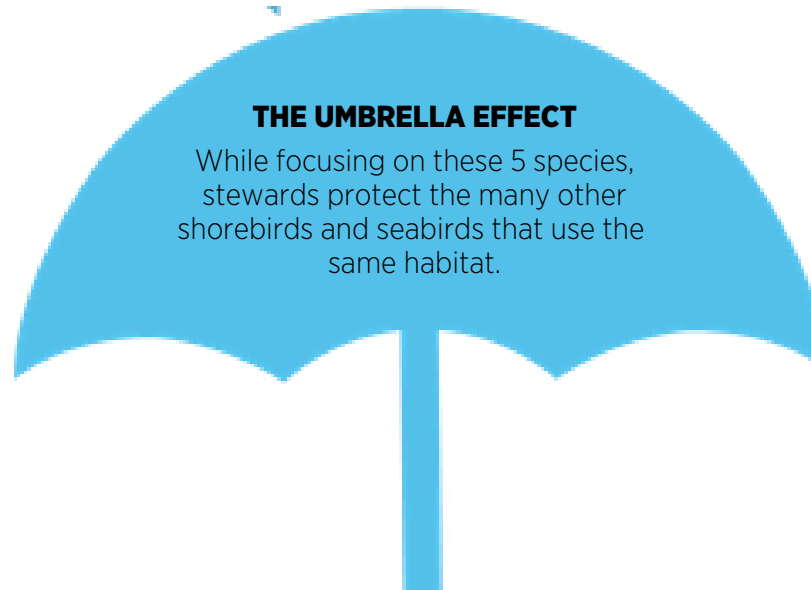 THE UMBRELLA EFFECT
While focusing on these 5 species,
stewards protect the many other
shorebirds and seabirds that use the
same habitat.